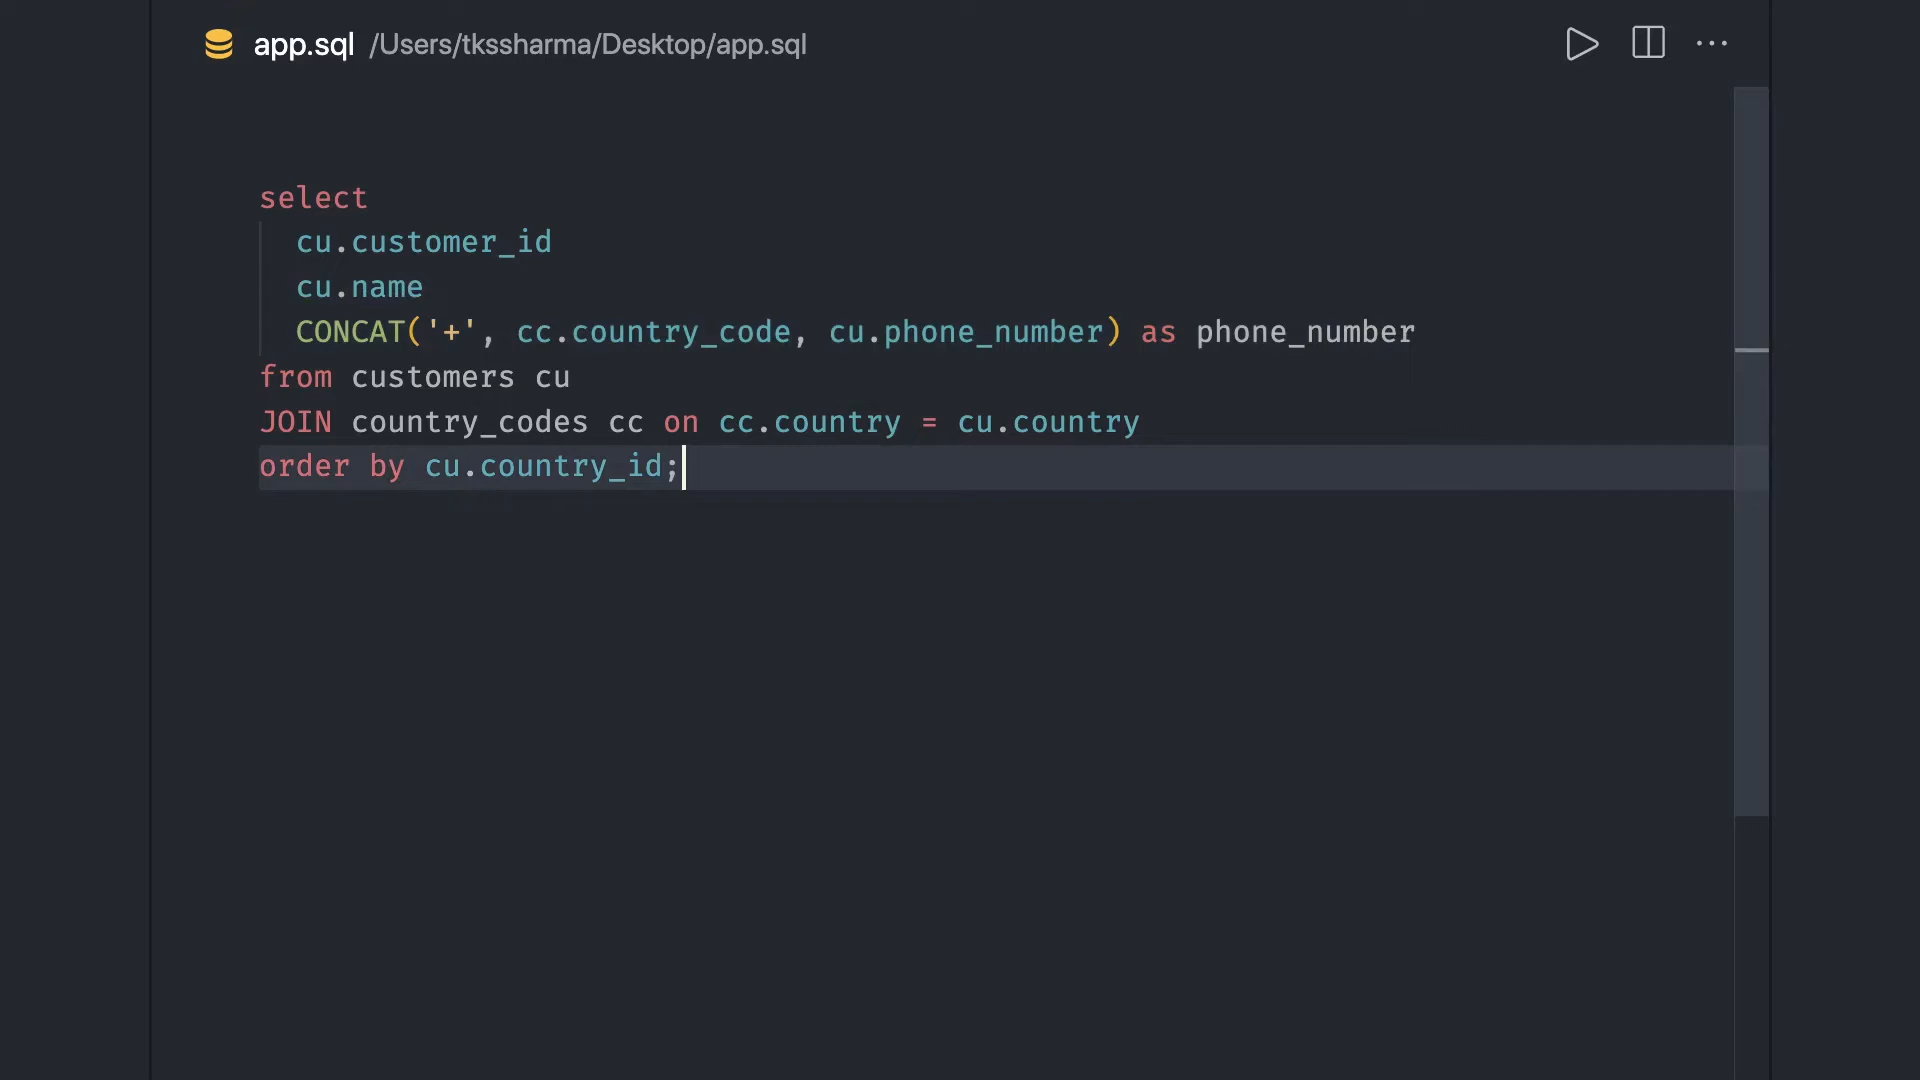 app.sql /Users/tkssharma/Desktop/app.sql
select
cu.customer_id
cu.name
CONCAT('+', cc.country_code, cu.phone_number) as phone_number
from customers cu
JOIN country_codes cc on cc.country = cu.country
order by cu.country_id;